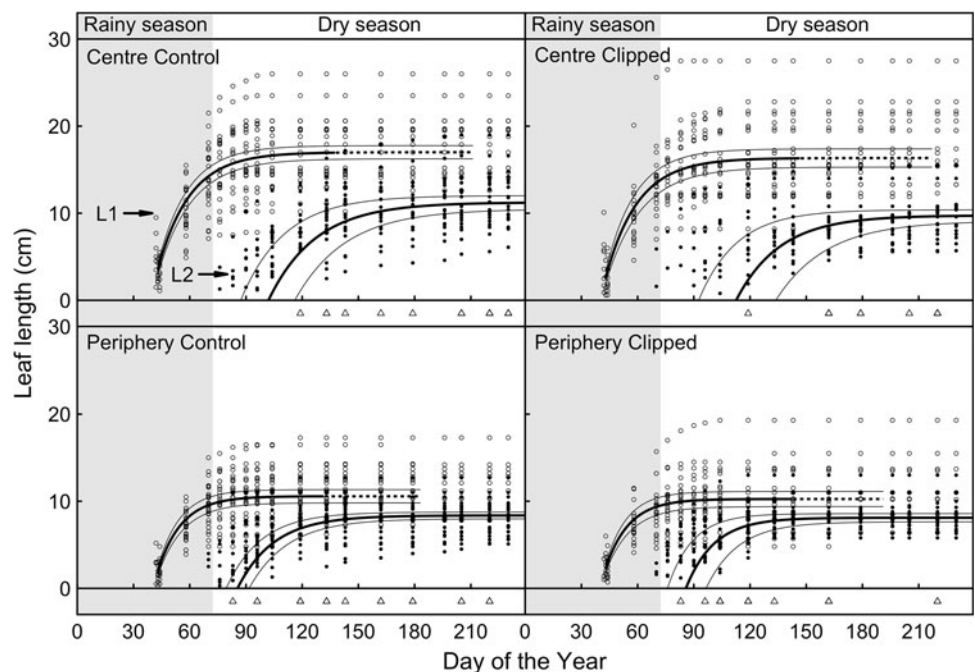 Rainy season Dry season Rainy season Dry season
30
Centre Control Centre Clipped
20
L1
10
L2
0
30
Periphery Control Periphery Clipped
20
10
0
0 30 60 90 120 150 180 210 0 30 60 90 120 150 180 210
Leaf length (cm)
Day of the Year